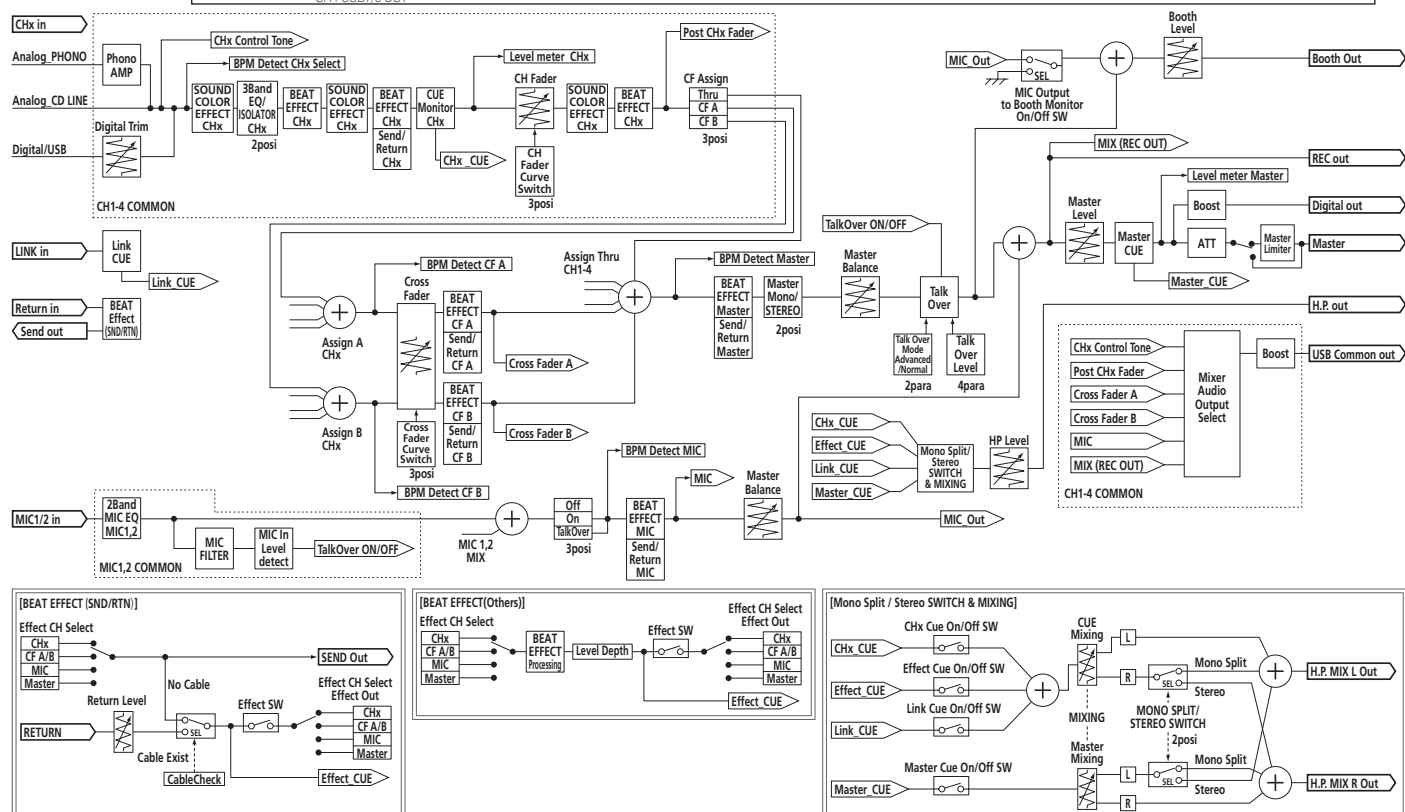 CHx in
Analog_PHONO
Phono
AMP
CHx Control Tone
BPM Detect CHx Select
Analog_CD LINE
Digital Trim
Digital/USB
SOUND
COLOR
EFFECT
CHx
3Band
EQ/
ISOLATOR
CHx
2posi
BEAT
EFFECT
CHx
SOUND
COLOR
EFFECT
CHx
BEAT
EFFECT
CHx
Send/
Return
CHx
CUE
Monitor
CHx
CHx_CUE
Level meter CHx
CH Fader
CH
Fader
Curve
Switch
3posi
SOUND
COLOR
EFFECT
CHx
BEAT
EFFECT
CHx
Post CHx Fader
CF Assign
Thru
CF A
CF B
3posi
CH1-4 COMMON
MIC_Out
SEL
MIC Output
to Booth Monitor
On/Off SW
Booth
Level
Booth Out
MIX (REC OUT)
REC out
Level meter Master
Master
Level
Master
CUE
Master_CUE
Boost
Digital out
ATT
Master
Limiter
Master
LINK in
Link
CUE
Link_CUE
Return in
Send out
BEAT
Effect
(SND/RTN)
BPM Detect CF A
Cross
Fader
Assign A
CHx
BEAT
EFFECT
CF A
Send/
Return
CF A
Cross Fader A
Assign B
CHx
Cross
Fader
Curve
Switch
3posi
BEAT
EFFECT
CF B
Send/
Return
CF B
Cross Fader B
BPM Detect CF B
Assign Thru
CH1-4
BPM Detect Master
BEAT
EFFECT
Master
Send/
Return
Master
Master
Mono/
STEREO
2posi
Master
Balance
TalkOver ON/OFF
Talk
Over
Talk Over
Mode
Advanced
/Normal
2para
Talk
Over
Level
4para
H.P. out
CHx Control Tone
Post CHx Fader
Cross Fader A
Cross Fader B
MIC
MIX (REC OUT)
Mixer
Audio
Output
Select
Boost
USB Common out
CH1-4 COMMON
CHx_CUE
Effect_CUE
Link_CUE
Master_CUE
Mono Split/
Stereo
SWITCH
& MIXING
HP Level
MIC1/2 in
2Band
MIC EQ
MIC1,2
MIC
FILTER
MIC In
Level
detect
TalkOver ON/OFF
MIC1,2 COMMON
MIC 1,2
MIX
Off
On
TalkOver
3posi
BPM Detect MIC
BEAT
EFFECT
MIC
Send/
Return
MIC
MIC
Master
Balance
MIC_Out
[BEAT EFFECT (SND/RTN)]
Effect CH Select
CHx
CF A/B
MIC
Master
SEND Out
No Cable
Return Level
RETURN
SEL
Cable Exist
CableCheck
Effect SW
Effect CH Select
Effect Out
CHx
CF A/B
MIC
Master
Effect_CUE
[BEAT EFFECT(Others)]
Effect CH Select
CHx
CF A/B
MIC
Master
BEAT
EFFECT
Processing
Level Depth
Effect SW
Effect CH Select
Effect Out
CHx
CF A/B
MIC
Master
Effect_CUE
[Mono Split / Stereo SWITCH & MIXING]
CHx_CUE
CHx Cue On/Off SW
Effect_CUE
Effect Cue On/Off SW
Link_CUE
Link Cue On/Off SW
Master_CUE
Master Cue On/Off SW
CUE
Mixing
L
R
MIXING
Master
Mixing
L
R
SEL
Mono Split
Stereo
MONO SPLIT/
STEREO SWITCH
2posi
SEL
Mono Split
Stereo
H.P. MIX L Out
H.P. MIX R Out